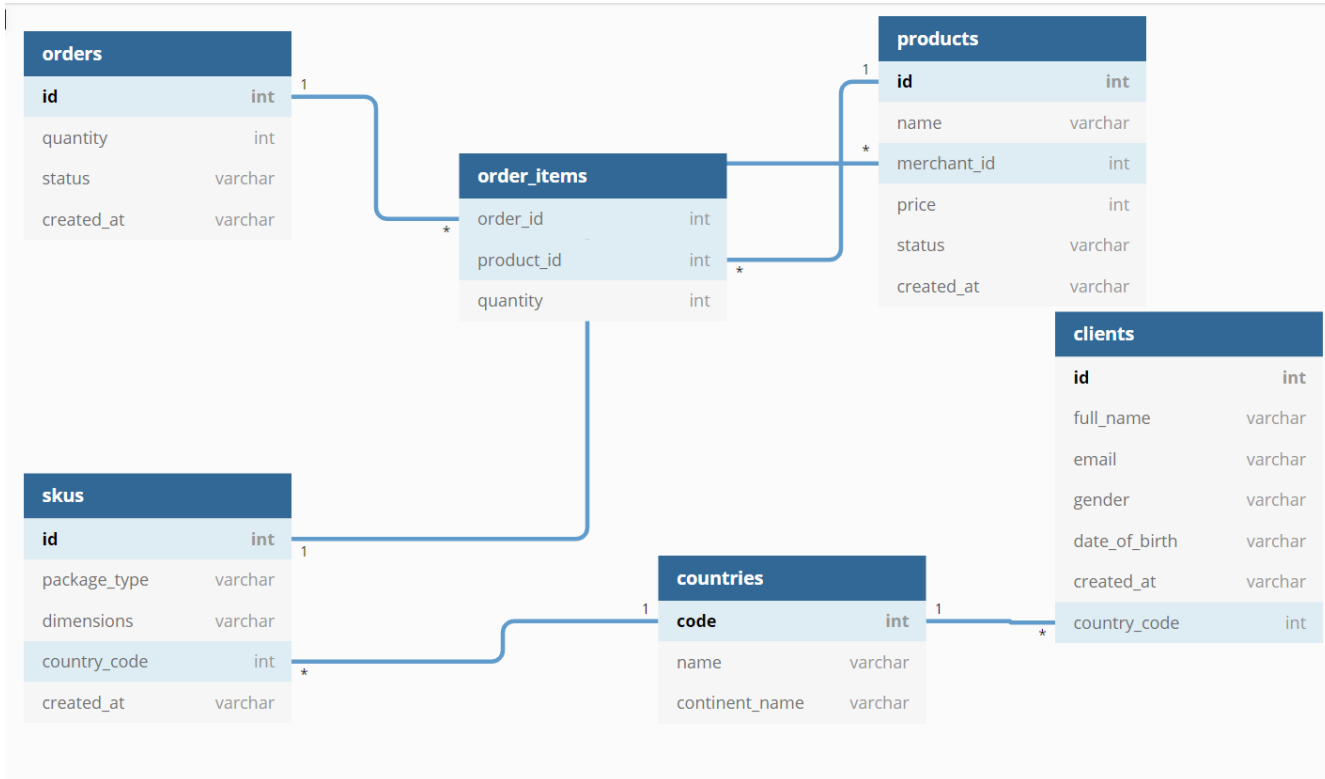 orders
id int
quantity int
status varchar
created_at varchar
1
*
order_items
order_id int
product_id int
quantity int
*
1
*
products
id int
name varchar
merchant_id int
price int
status varchar
created_at varchar
clients
id int
full_name varchar
email varchar
gender varchar
date_of_birth varchar
created_at varchar
country_code int
skus
id int
package_type varchar
dimensions varchar
country_code int
created_at varchar
1
*
1
countries
code int
name varchar
continent_name varchar
1
*